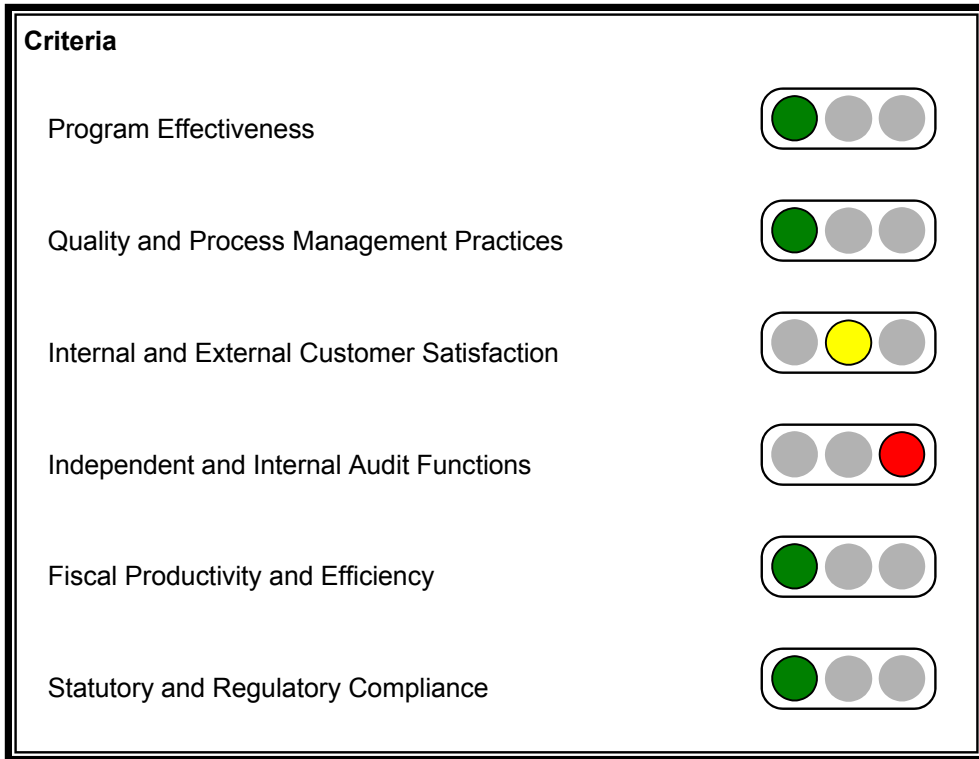 Criteria
Program Effectiveness
Quality and Process Management Practices
Internal and External Customer Satisfaction
Independent and Internal Audit Functions
Fiscal Productivity and Efficiency
Statutory and Regulatory Compliance